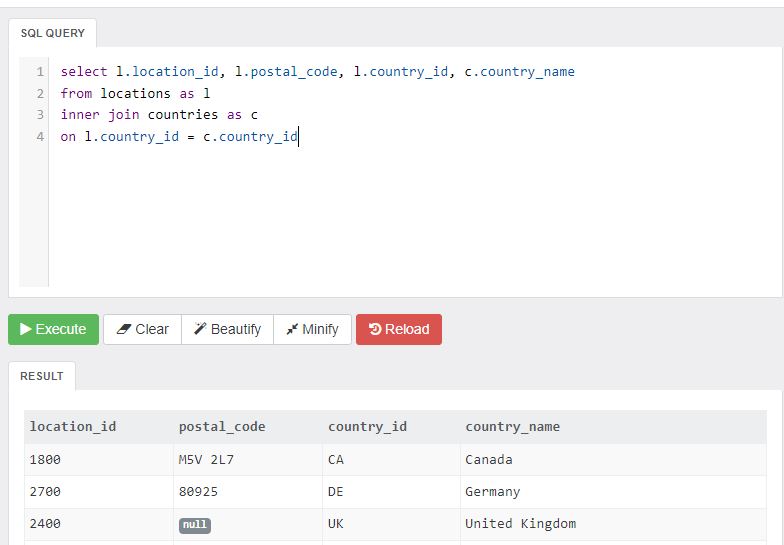 SQL QUERY
1 select l.location_id, l.postal_code, l.country_id, c.country_name
2 from locations as l
3 inner join countries as c
4 on l.country_id = c.country_id
Execute Clear Beautify Minify Reload
RESULT
location_id postal_code country_id country_name
1800 M5V 2L7 CA Canada
2700 80925 DE Germany
2400 null UK United Kingdom